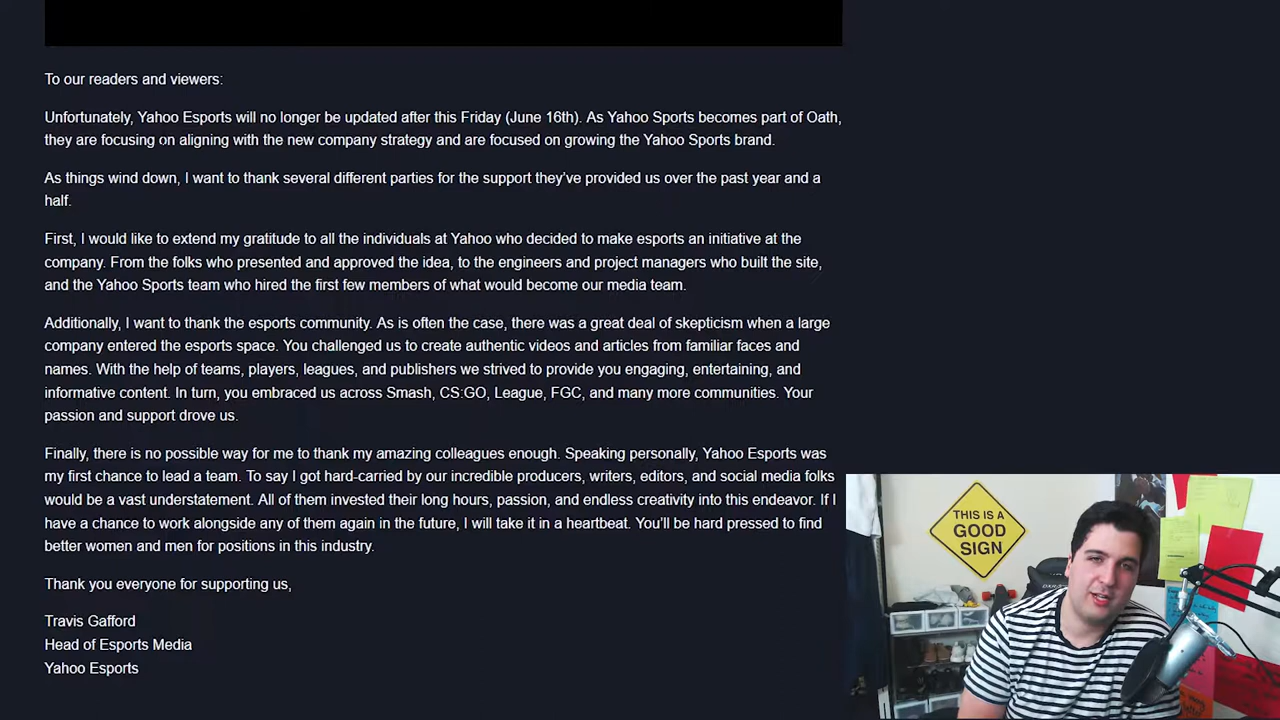 To our readers and viewers:
Unfortunately, Yahoo Esports will no longer be updated after this Friday (June 16th). As Yahoo Sports becomes part of Oath,
they are focusing on aligning with the new company strategy and are focused on growing the Yahoo Sports brand.
As things wind down, I want to thank several different parties for the support they've provided us over the past year and a
half.
First, I would like to extend my gratitude to all the individuals at Yahoo who decided to make esports an initiative at the
company. From the folks who presented and approved the idea, to the engineers and project managers who built the site,
and the Yahoo Sports team who hired the first few members of what would become our media team.
Additionally, I want to thank the esports community. As is often the case, there was a great deal of skepticism when a large
company entered the esports space. You challenged us to create authentic videos and articles from familiar faces and
names. With the help of teams, players, leagues, and publishers we strived to provide you engaging, entertaining, and
informative content. In turn, you embraced us across Smash, CS:GO, League, FGC, and many more communities. Your
passion and support drove us.
Finally, there is no possible way for me to thank my amazing colleagues enough. Speaking personally, Yahoo Esports was
my first chance to lead a team. To say I got hard-carried by our incredible producers, writers, editors, and social media folks
would be a vast understatement. All of them invested their long hours, passion, and endless creativity into this endeavor. If I
have a chance to work alongside any of them again in the future, I will take it in a heartbeat. You'll be hard pressed to find
better women and men for positions in this industry.
Thank you everyone for supporting us,
Travis Gafford
Head of Esports Media
Yahoo Esports
THIS IS A
GOOD
SIGN